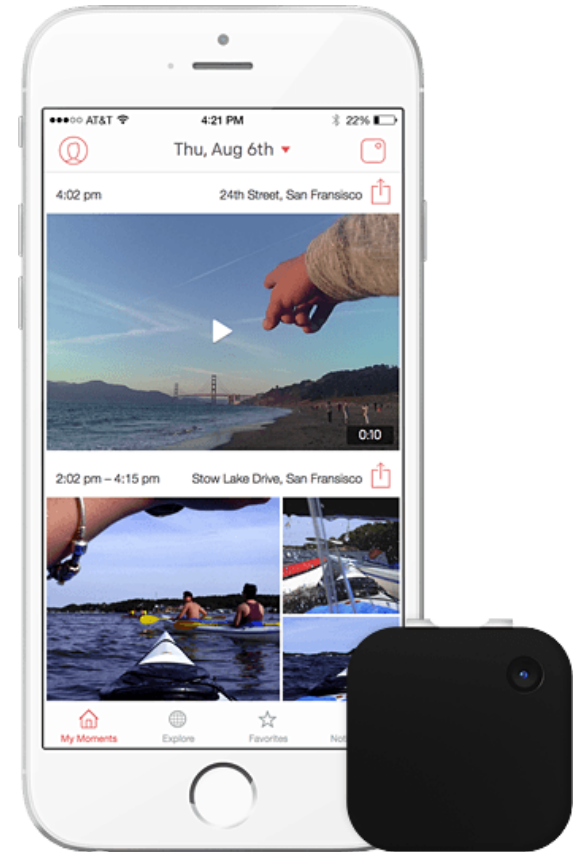 AT&T 4:21 PM 22%
Thu, Aug 6th
4:02 pm 24th Street, San Fransisco
0:10
2:02 pm – 4:15 pm Stow Lake Drive, San Fransisco
My Moments Explore Favorites Not